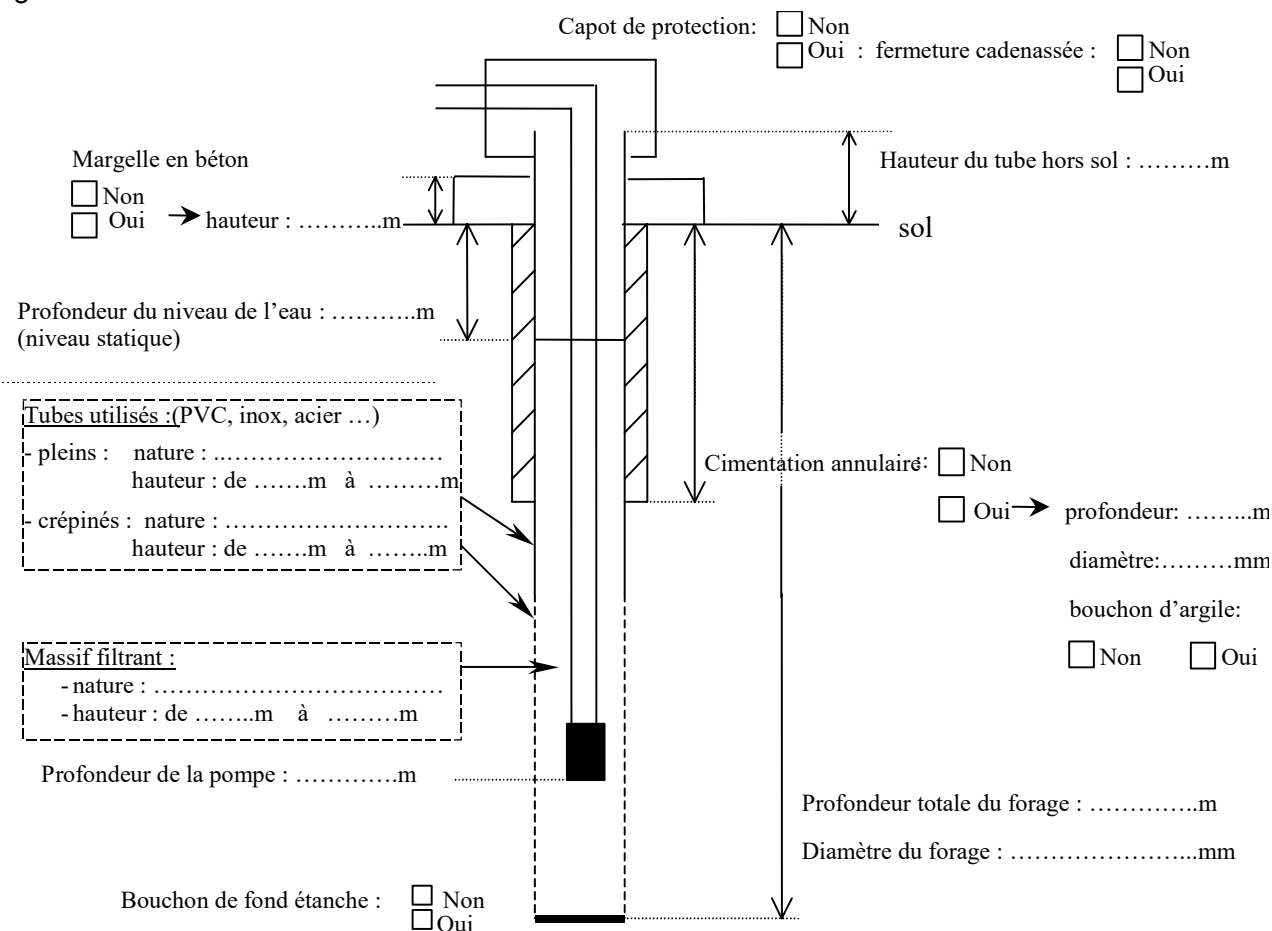 Capot de protection: Non
Oui : fermeture cadenassée : Non
Oui
Margelle en béton
Non
Oui hauteur : ………..m
Hauteur du tube hors sol : ………m
sol
Profondeur du niveau de l’eau : ………..m
(niveau statique)
Tubes utilisés :(PVC, inox, acier …)
- pleins : nature : ..……………………….
hauteur : de …….m à ………m
- crépinés : nature : ………………………….
hauteur : de …….m à ……..m
Cimentation annulaire: Non
Oui profondeur: ……...m
diamètre:………mm
bouchon d’argile:
Non Oui
Massif filtrant :
- nature : …………………………………
- hauteur : de ……..m à ………m
Profondeur de la pompe : ………….m
Profondeur totale du forage : …………..m
Diamètre du forage : …………………...mm
Bouchon de fond étanche : Non
Oui